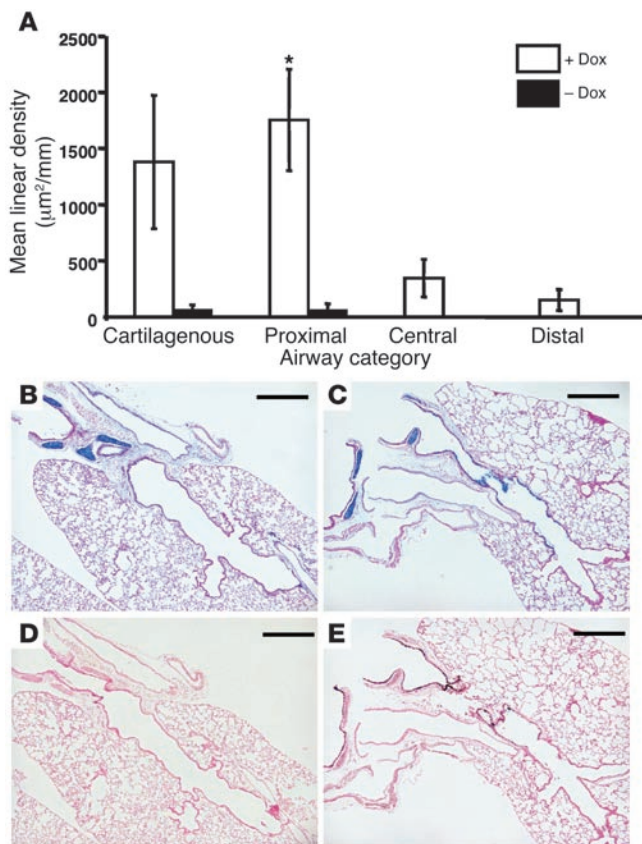 A
2500
2000
1500
1000
500
0
Mean linear density
(μm²/mm)
*
+ Dox
– Dox
Cartilagenous Proximal Central Distal
Airway category
B
C
D
E